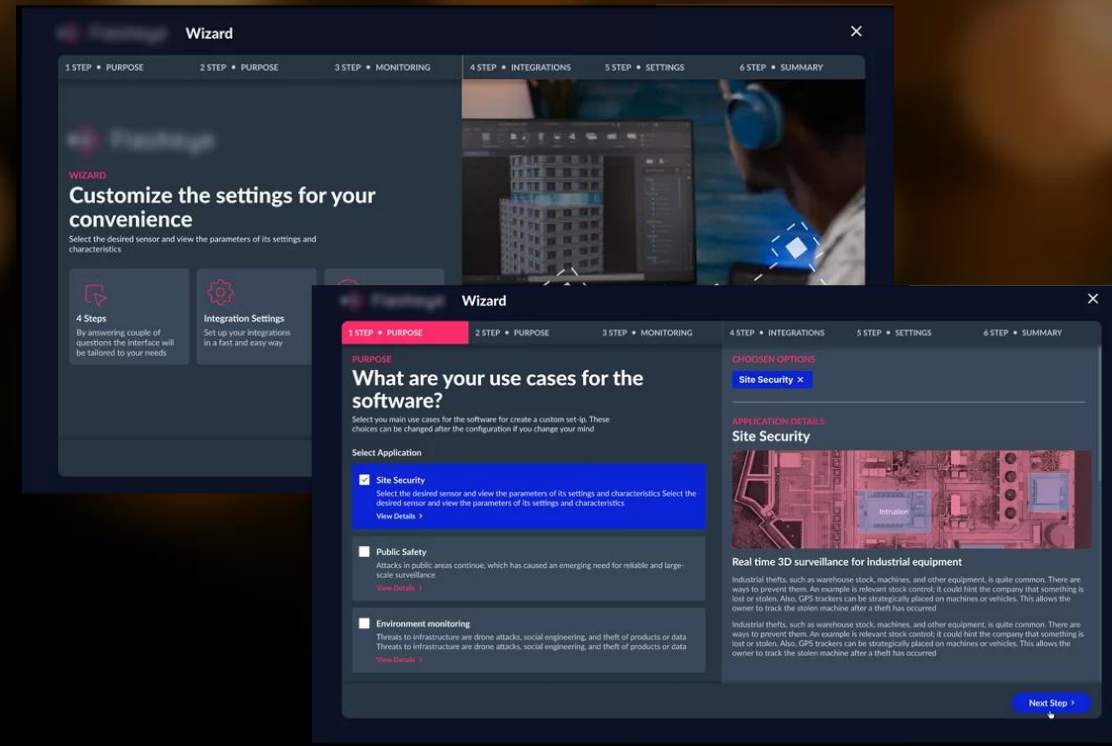 Wizard
1 STEP • PURPOSE
2 STEP • PURPOSE
3 STEP • MONITORING
4 STEP • INTEGRATIONS
5 STEP • SETTINGS
6 STEP • SUMMARY
WIZARD
Customize the settings for your
convenience
Select the desired sensor and view the parameters of its settings and
characteristics
4 Steps
By answering couple of
questions the interface will
be tailored to your needs
Integration Settings
Set up your integrations
in a fast and easy way
Wizard
1 STEP • PURPOSE
2 STEP • PURPOSE
3 STEP • MONITORING
4 STEP • INTEGRATIONS
5 STEP • SETTINGS
6 STEP • SUMMARY
PURPOSE
What are your use cases for the
software?
Select you main use cases for the software for create a custom set-ip. These
choices can be changed after the configuration if you change your mind
Select Application
Site Security
Select the desired sensor and view the parameters of its settings and characteristics Select the
desired sensor and view the parameters of its settings and characteristics
View Details >
Public Safety
Attacks in public areas continue, which has caused an emerging need for reliable and large-
scale surveillance
View Details >
Environment monitoring
Threats to infrastructure are drone attacks, social engineering, and theft of products or data
Threats to infrastructure are drone attacks, social engineering, and theft of products or data
View Details >
CHOOSEN OPTIONS
Site Security ×
APPLICATION DETAILS
Site Security
Intrusion
Real time 3D surveillance for industrial equipment
Industrial thefts, such as warehouse stock, machines, and other equipment, is quite common. There are
ways to prevent them. An example is relevant stock control; it could hint the company that something is
lost or stolen. Also, GPS trackers can be strategically placed on machines or vehicles. This allows the
owner to track the stolen machine after a theft has occurred
Industrial thefts, such as warehouse stock, machines, and other equipment, is quite common. There are
ways to prevent them. An example is relevant stock control; it could hint the company that something is
lost or stolen. Also, GPS trackers can be strategically placed on machines or vehicles. This allows the
owner to track the stolen machine after a theft has occurred
Next Step >